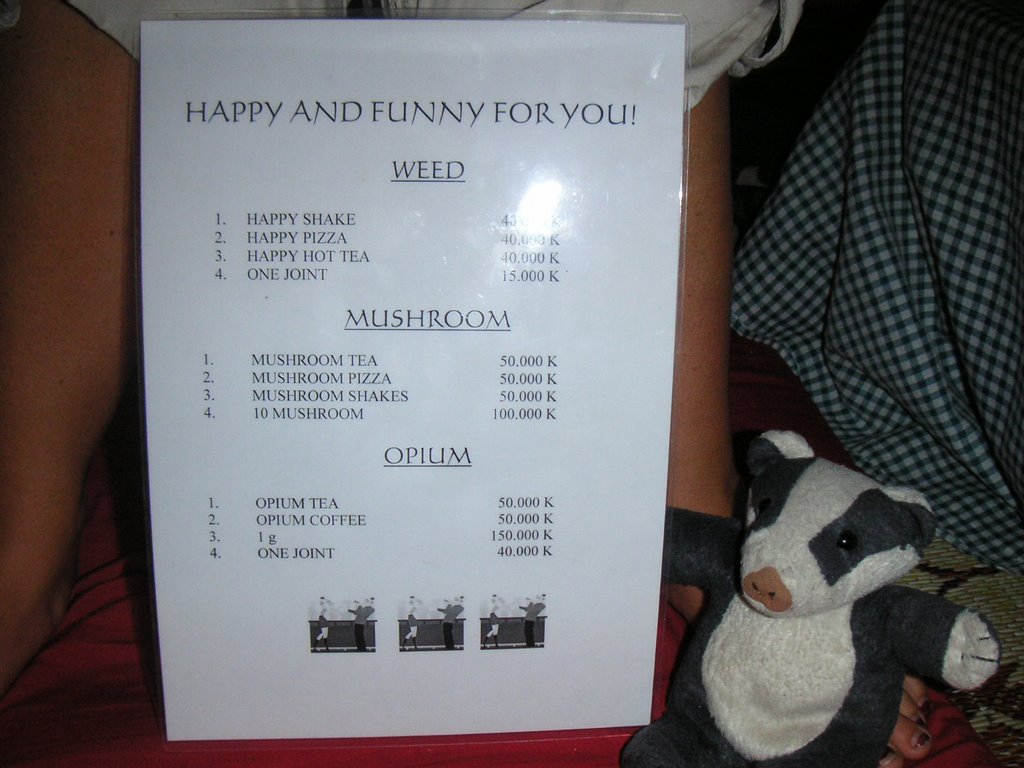 HAPPY AND FUNNY FOR YOU!
WEED
1. HAPPY SHAKE K
2. HAPPY PIZZA 40.000 K
3. HAPPY HOT TEA 40.000 K
4. ONE JOINT 15.000 K
MUSHROOM
1. MUSHROOM TEA 50.000 K
2. MUSHROOM PIZZA 50.000 K
3. MUSHROOM SHAKES 50.000 K
4. 10 MUSHROOM 100.000 K
OPIUM
1. OPIUM TEA 50.000 K
2. OPIUM COFFEE 50.000 K
3. 1 g 150.000 K
4. ONE JOINT 40.000 K